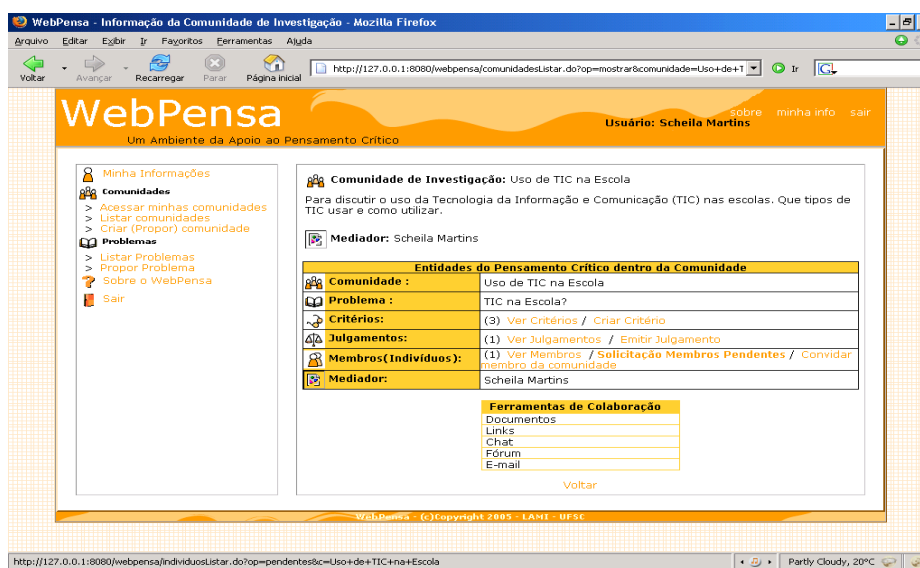 WebPensa - Informação da Comunidade de Investigação - Mozilla Firefox
Arquivo Editar Exibir Ir Favoritos Ferramentas Ajuda
Voltar Avançar Recarregar Parar Página inicial http://127.0.0.1:8080/webpensa/comunidadesListar.do?op=mostrar&comunidade=Uso+de+T Ir
WebPensa
Um Ambiente da Apoio ao Pensamento Crítico
sobre minha info sair
Usuário: Scheila Martins
Minha Informações
Comunidades
> Acessar minhas comunidades
> Listar comunidades
> Criar (Propor) comunidade
Problemas
> Listar Problemas
> Propor Problema
Sobre o WebPensa
Sair
Comunidade de Investigação: Uso de TIC na Escola
Para discutir o uso da Tecnologia da Informação e Comunicação (TIC) nas escolas. Que tipos de
TIC usar e como utilizar.
Mediador: Scheila Martins
Entidades do Pensamento Crítico dentro da Comunidade
Comunidade : Uso de TIC na Escola
Problema : TIC na Escola?
Critérios: (3) Ver Critérios / Criar Critério
Julgamentos: (1) Ver Julgamentos / Emitir Julgamento
Membros(Indivíduos): (1) Ver Membros / Solicitação Membros Pendentes / Convidar
membro da comunidade
Mediador: Scheila Martins
Ferramentas de Colaboração
Documentos
Links
Chat
Fórum
E-mail
Voltar
WebPensa - (c)Copyright 2005 - LAMI - UFSC
http://127.0.0.1:8080/webpensa/individuosListar.do?op=pendentes&c=Uso+de+TIC+na+Escola
Partly Cloudy, 20°C